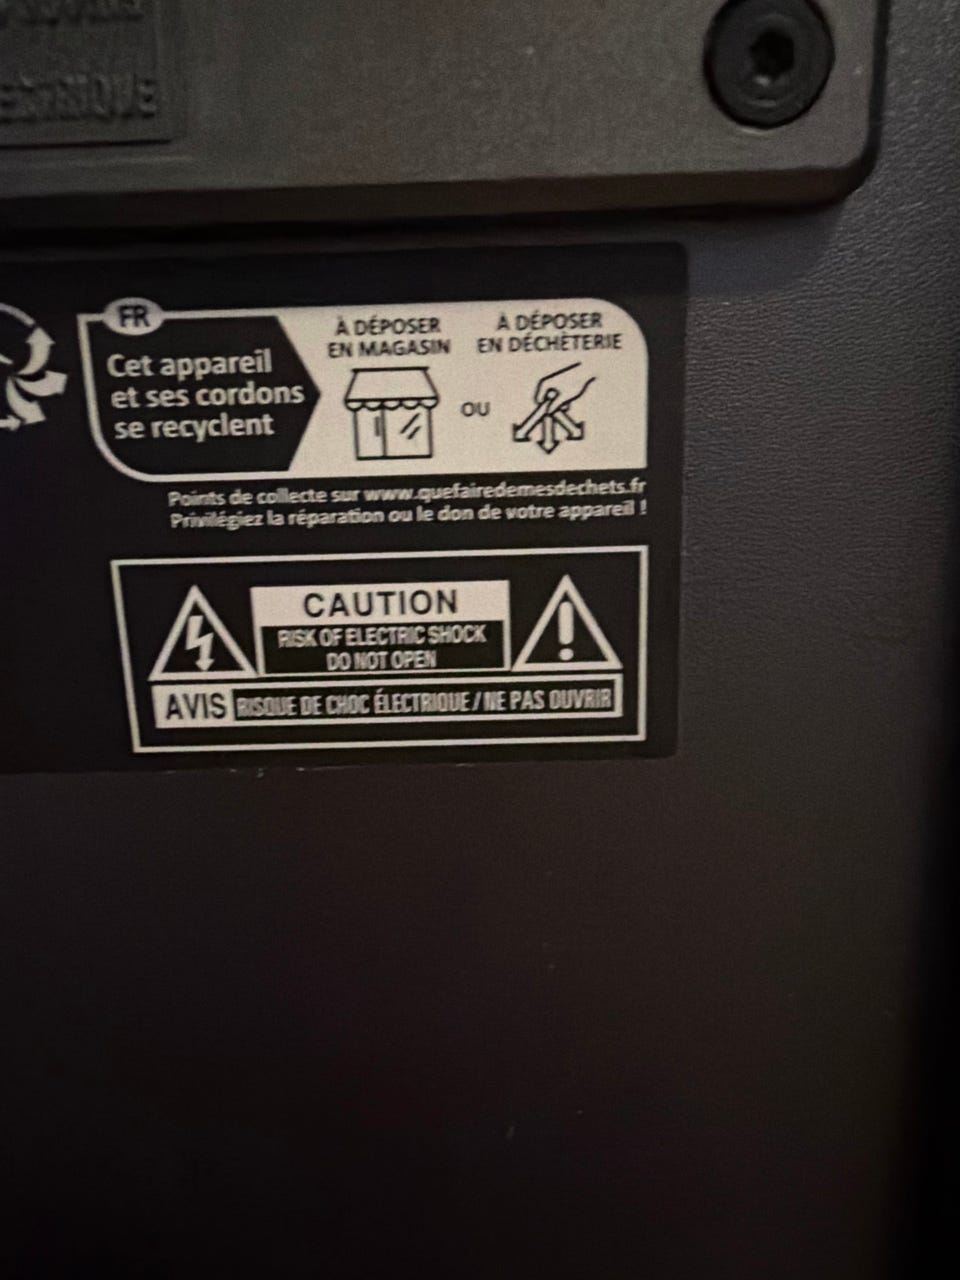 FR
Cet appareil
et ses cordons
se recyclent
À DÉPOSER
EN MAGASIN
OU
À DÉPOSER
EN DÉCHÈTERIE
Points de collecte sur www.quefairedemesdechets.fr
Privilégiez la réparation ou le don de votre appareil !
CAUTION
RISK OF ELECTRIC SHOCK
DO NOT OPEN
AVIS RISQUE DE CHOC ÉLECTRIQUE / NE PAS OUVRIR